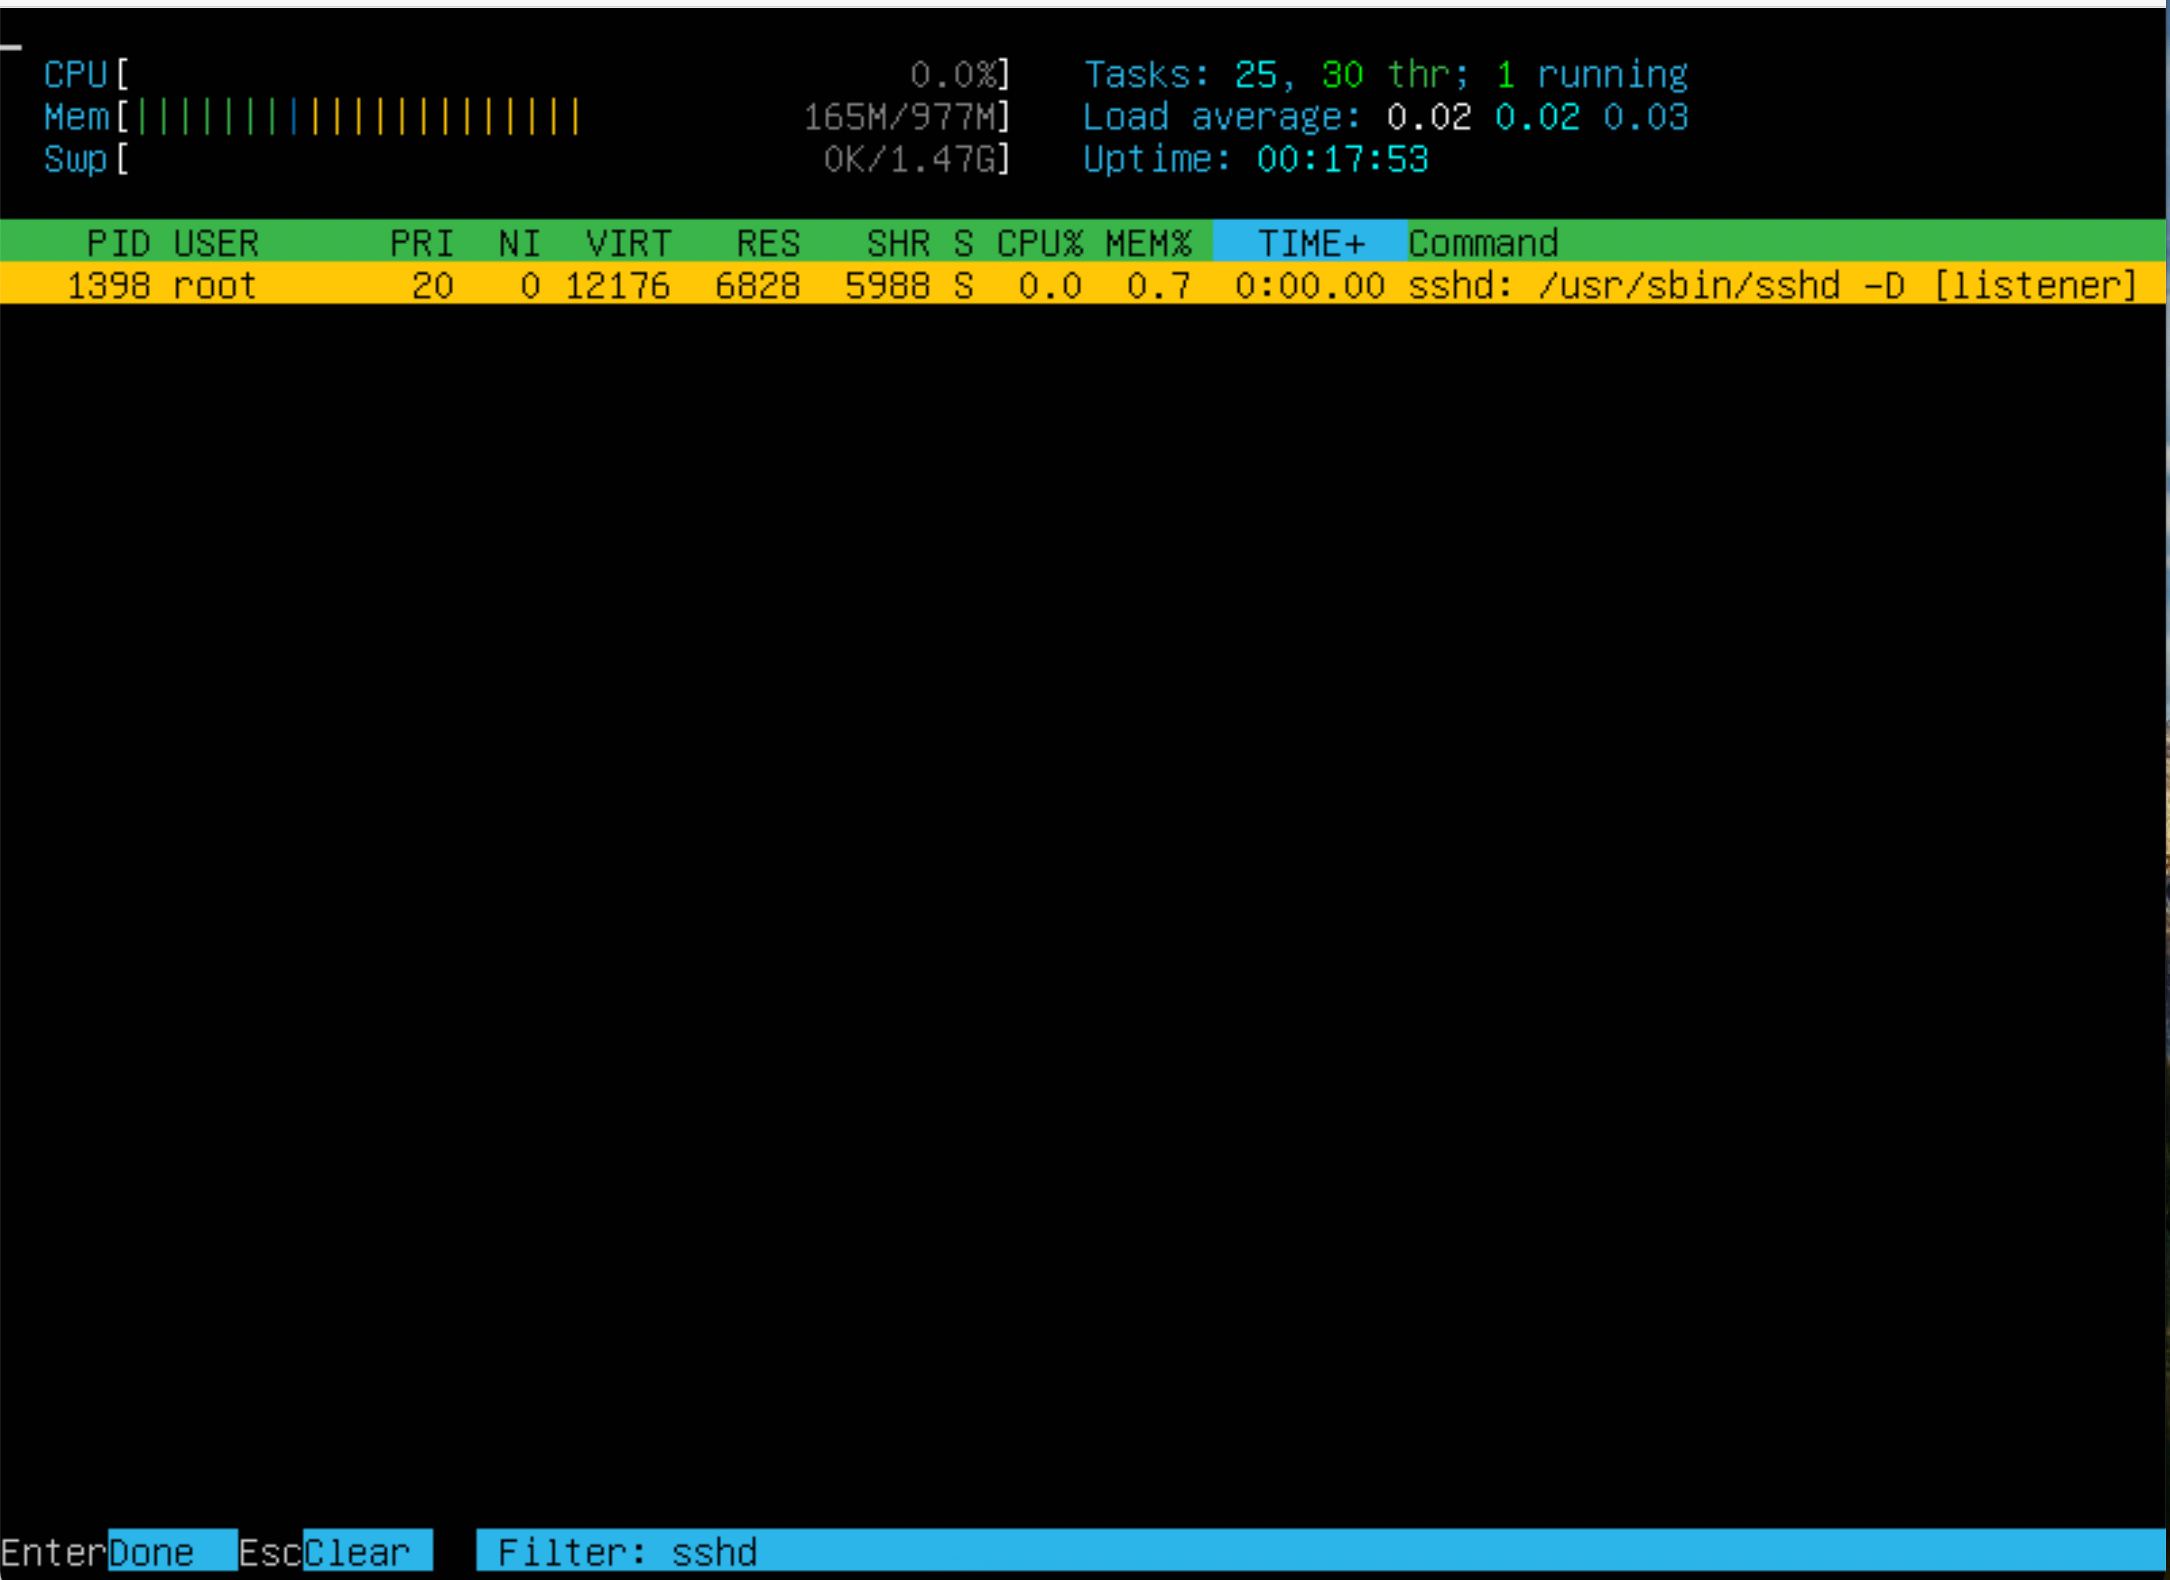 CPU[ 0.0%] Tasks: 25, 30 thr; 1 running
Mem[||||||||||||||||||||| 165M/977M] Load average: 0.02 0.02 0.03
Swp[ 0K/1.47G] Uptime: 00:17:53
PID USER PRI NI VIRT RES SHR S CPU% MEM% TIME+ Command
1398 root 20 0 12176 6828 5988 S 0.0 0.7 0:00.00 sshd: /usr/sbin/sshd -D [listener]
EnterDone EscClear Filter: sshd